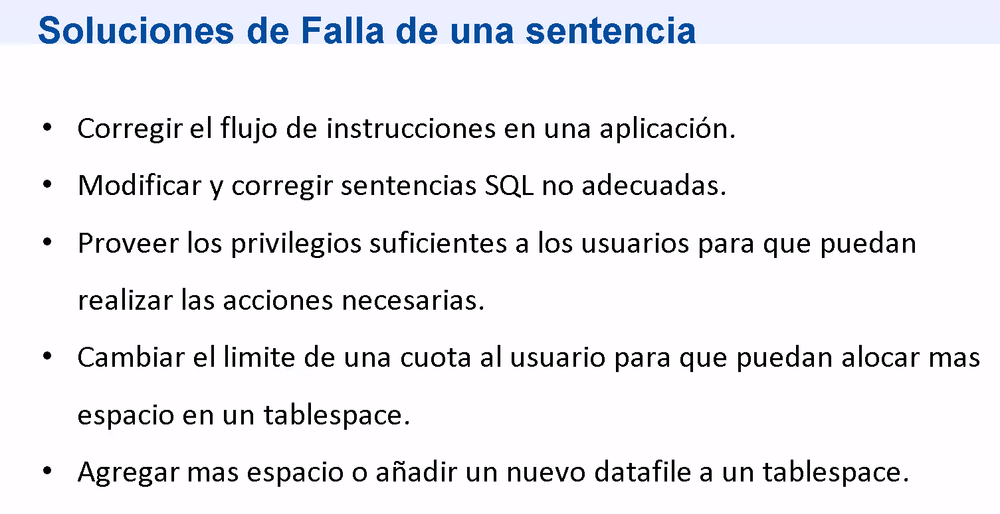 Soluciones de Falla de una sentencia
• Corregir el flujo de instrucciones en una aplicación.
• Modificar y corregir sentencias SQL no adecuadas.
• Proveer los privilegios suficientes a los usuarios para que puedan
realizar las acciones necesarias.
• Cambiar el limite de una cuota al usuario para que puedan alocar mas
espacio en un tablespace.
• Agregar mas espacio o añadir un nuevo datafile a un tablespace.